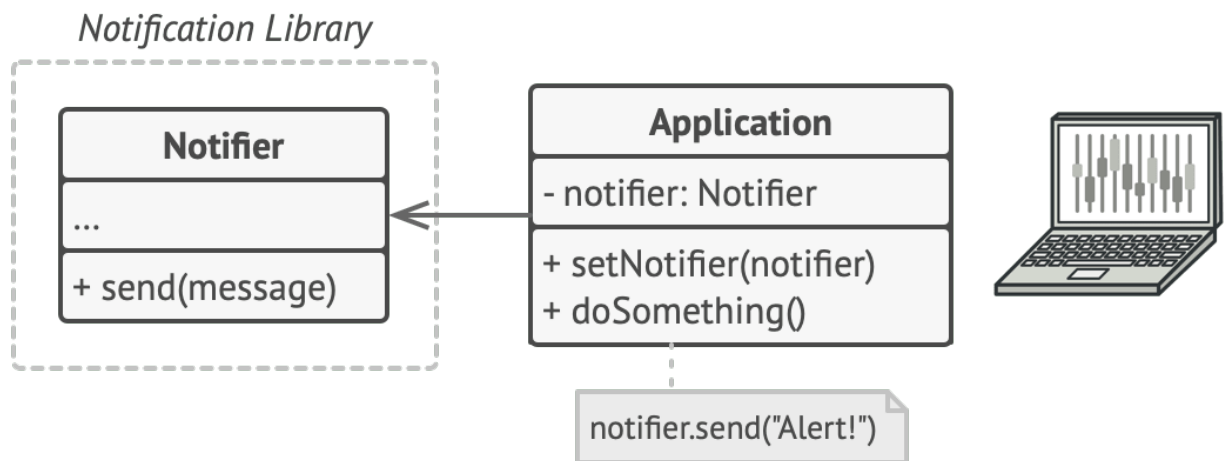 Notification Library
Notifier
...
+ send(message)
Application
- notifier: Notifier
+ setNotifier(notifier)
+ doSomething()
notifier.send("Alert!")